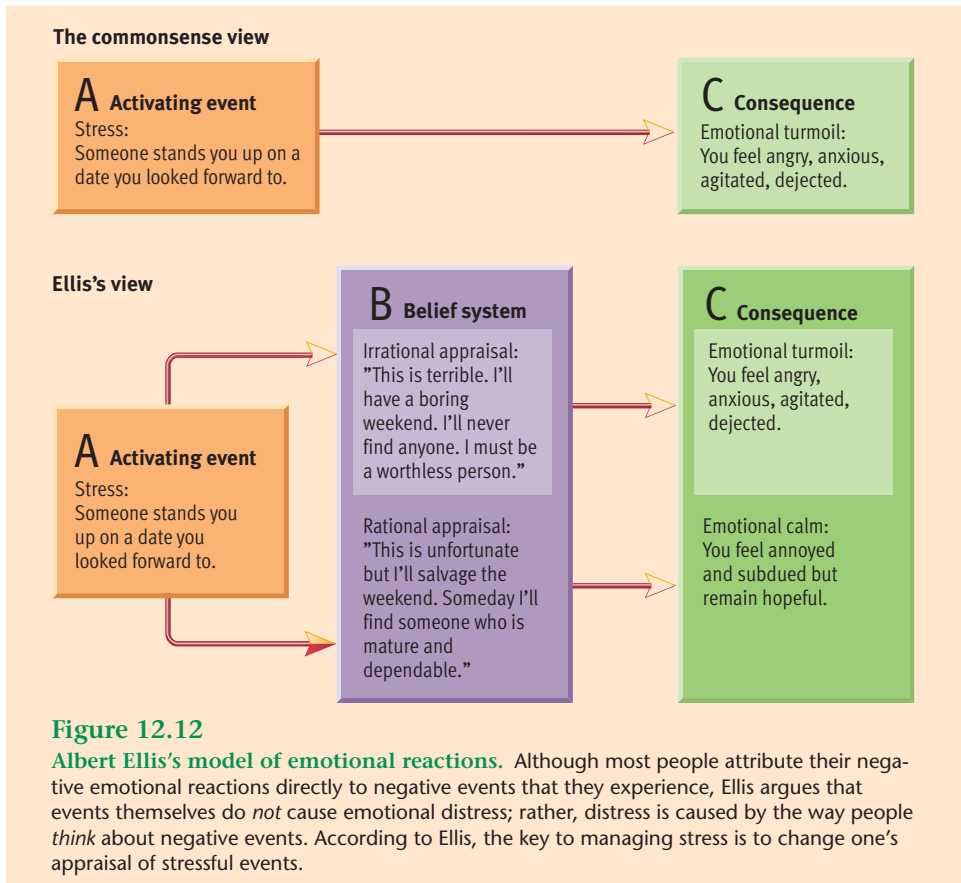 The commonsense view
A Activating event
Stress:
Someone stands you up on a
date you looked forward to.
C Consequence
Emotional turmoil:
You feel angry, anxious,
agitated, dejected.
Ellis’s view
A Activating event
Stress:
Someone stands you
up on a date you
looked forward to.
B Belief system
Irrational appraisal:
”This is terrible. I’ll
have a boring
weekend. I’ll never
find anyone. I must be
a worthless person.”
Rational appraisal:
”This is unfortunate
but I’ll salvage the
weekend. Someday I’ll
find someone who is
mature and
dependable.”
C Consequence
Emotional turmoil:
You feel angry,
anxious, agitated,
dejected.
Emotional calm:
You feel annoyed
and subdued but
remain hopeful.
Figure 12.12
Albert Ellis’s model of emotional reactions. Although most people attribute their nega-
tive emotional reactions directly to negative events that they experience, Ellis argues that
events themselves do not cause emotional distress; rather, distress is caused by the way people
think about negative events. According to Ellis, the key to managing stress is to change one’s
appraisal of stressful events.